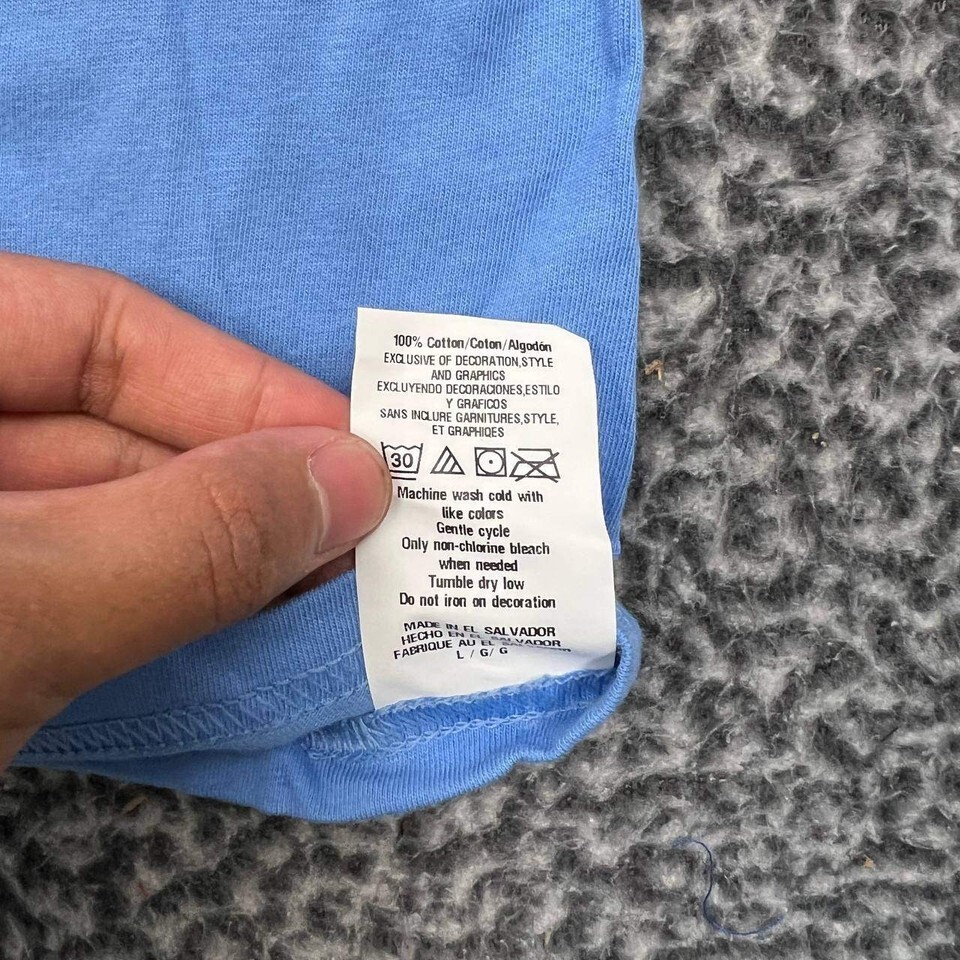 100% Cotton/Coton/Algodón
EXCLUSIVE OF DECORATION,STYLE
AND GRAPHICS
EXCLUYENDO DECORACIONES,ESTILO
Y GRAFICOS
SANS INCLURE GARNITURES,STYLE,
ET GRAPHIQES
30
Machine wash cold with
like colors
Gentle cycle
Only non-chlorine bleach
when needed
Tumble dry low
Do not iron on decoration
MADE IN EL SALVADOR
HECHO EN EL SALVADOR
FABRIQUE AU EL SALVADOR
L / G/ G